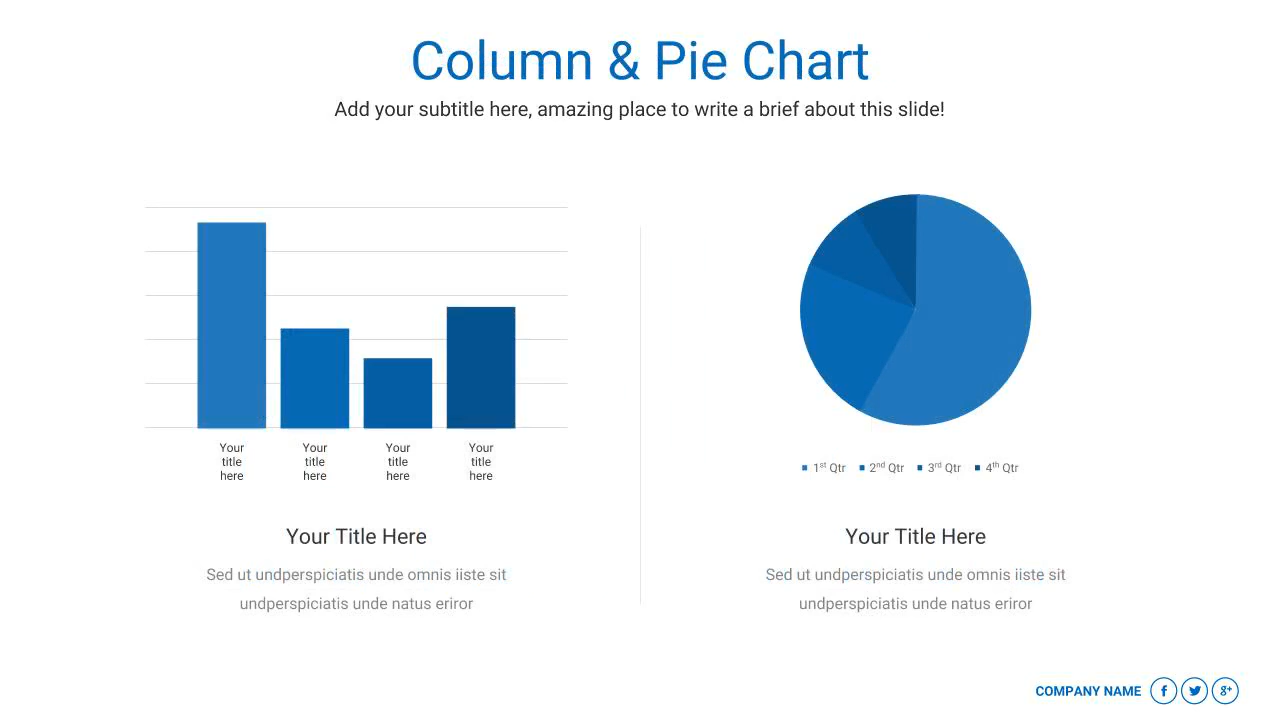 Column & Pie Chart
Add your subtitle here, amazing place to write a brief about this slide!
Your title here
Your title here
Your title here
Your title here
1st Qtr 2nd Qtr 3rd Qtr 4th Qtr
Your Title Here
Sed ut undperspiciatis unde omnis iiste sit
undperspiciatis unde natus eriror
Your Title Here
Sed ut undperspiciatis unde omnis iiste sit
undperspiciatis unde natus eriror
COMPANY NAME f g+